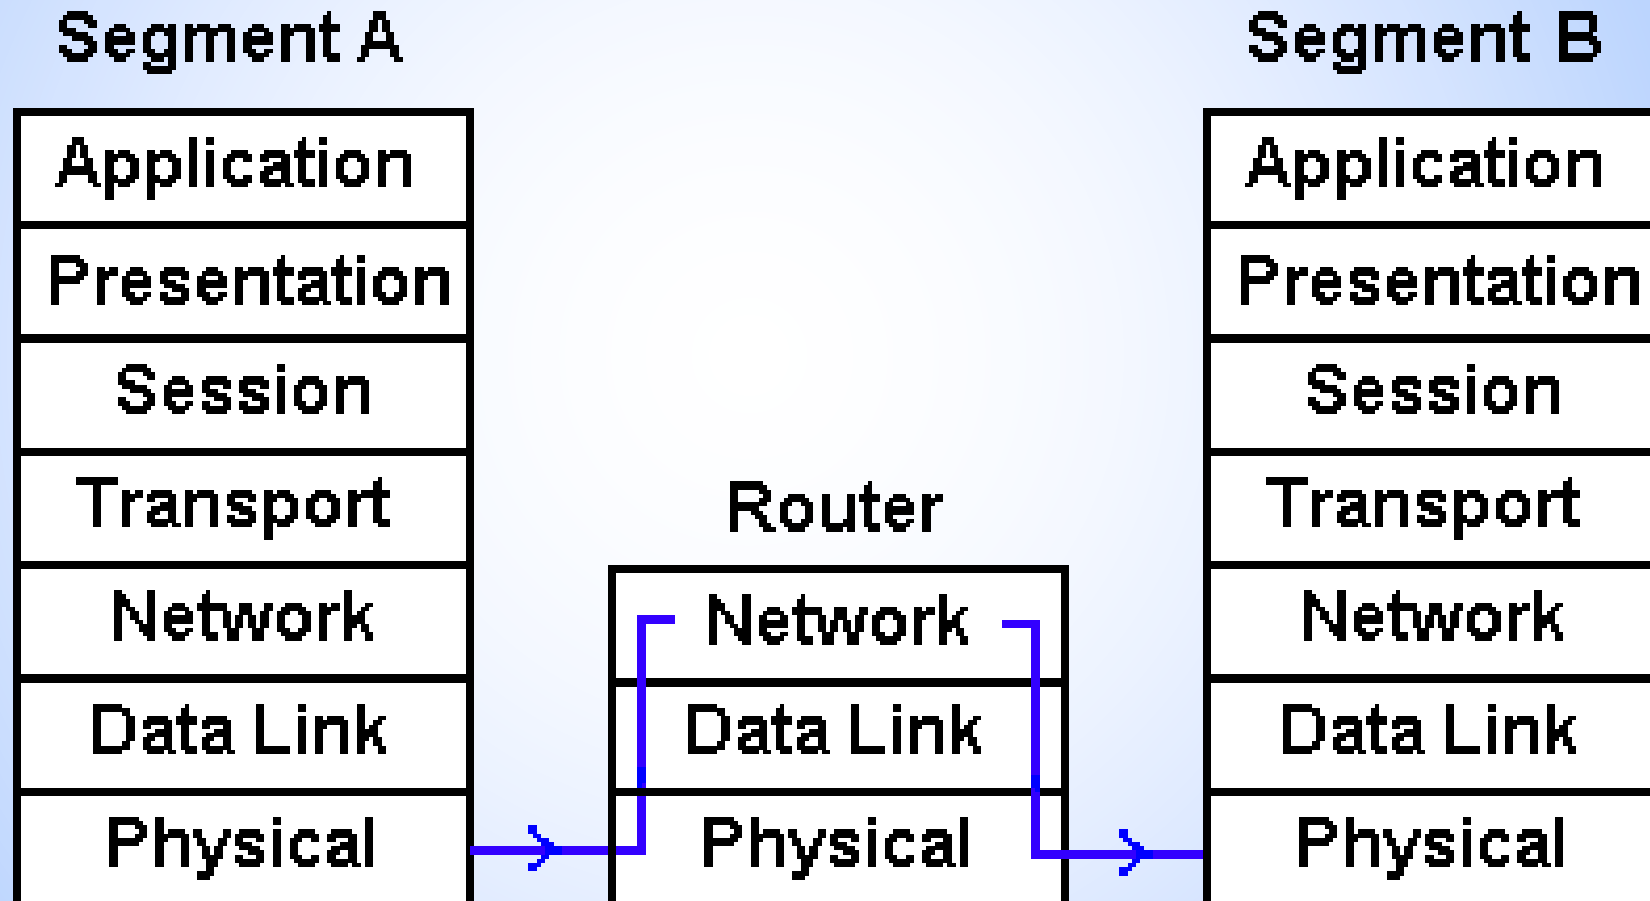 Segment A
Application
Presentation
Session
Transport
Network
Data Link
Physical
Router
Network
Data Link
Physical
Segment B
Application
Presentation
Session
Transport
Network
Data Link
Physical